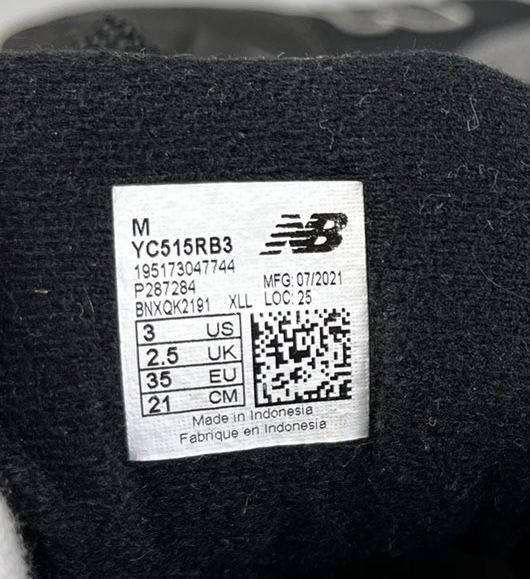 M
YC515RB3
NB
195173047744
P287284
MFG: 07/2021
BNXQK2191 XLL LOC: 25
3 US
2.5 UK
35 EU
21 CM
Made in Indonesia
Fabrique en Indonesia